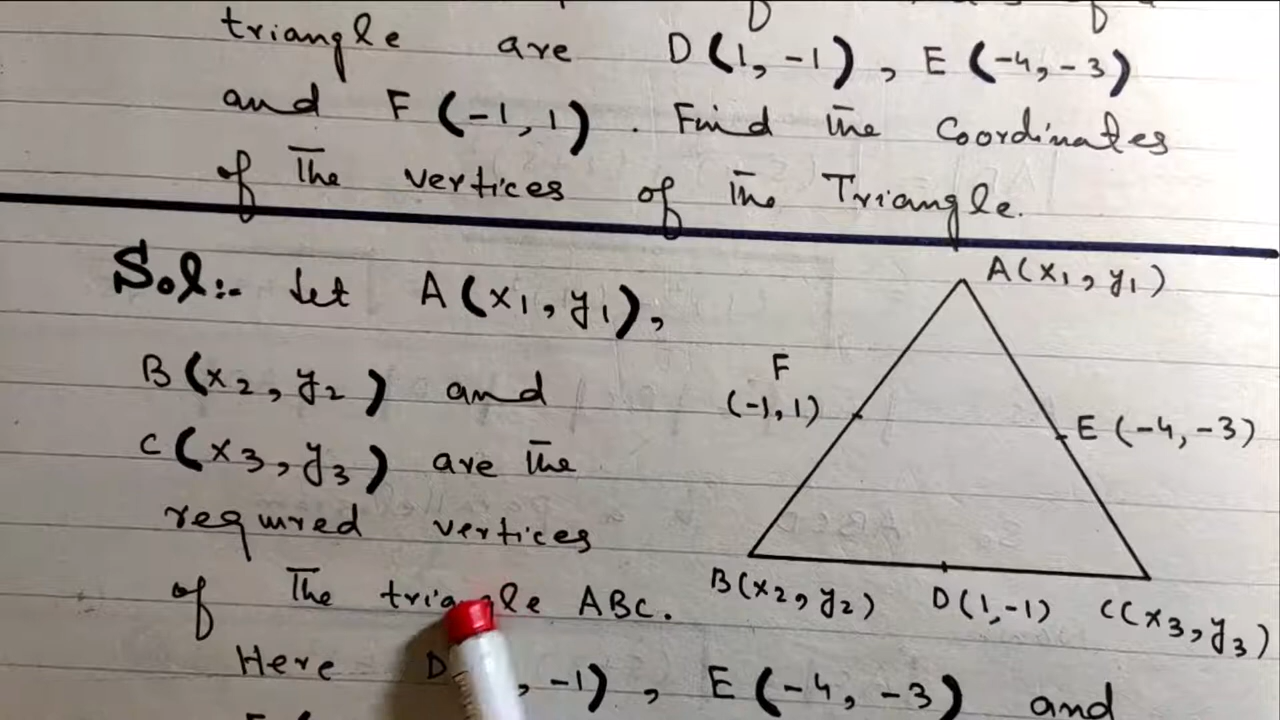 triangle are D(1,-1), E(-4,-3)
and F(-1,1). Find the Coordinates
of The vertices of the Triangle.
Sol:- Let A(x₁,y₁),
B(x₂,y₂) and
C(x₃,y₃) are the
required vertices
of The triangle ABC.
Here D , -1), E(-4,-3) and
A(x₁,y₁)
F
(-1,1)
E(-4,-3)
B(x₂,y₂)
D(1,-1)
C(x₃,y₃)